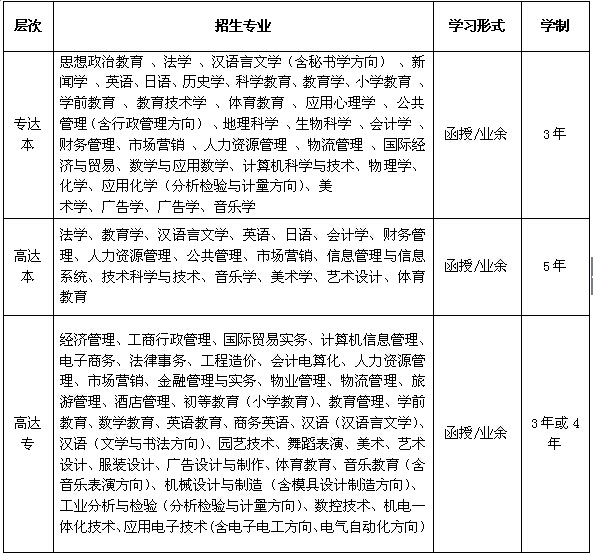 层次 招生专业 学习形式 学制
思想政治教育 、法学 、汉语言文学（含秘书学方向） 、新
闻学 、英语、日语、历史学、科学教育、教育学、小学教育 、
学前教育 、教育技术学 、体育教育 、应用心理学 、公共
管理（含行政管理方向） 、地理科学 、生物科学 、会计学 、
财务管理、市场营销 、人力资源管理 、物流管理 、国际经
济与贸易、数学与应用数学、计算机科学与技术、物理学、
化学、应用化学（分析检验与计量方向）、美
术学、广告学、广告学、音乐学
专达
本
函授/业余
3年
法学、教育学、汉语言文学、英语、日语、会计学、财务管
理、人力资源管理、公共管理、市场营销、信息管理与信息
系统、技术科学与技术、音乐学、美术学、艺术设计、体育
教育
高达
本
函授/业余
5年
经济管理、工商行政管理、国际贸易实务、计算机信息管理、
电子商务、法律事务、工程造价、会计电算化、人力资源管
理、市场营销、金融管理与实务、物业管理、物流管理、旅
游管理、酒店管理、初等教育（小学教育）、教育管理、学前
教育、数学教育、英语教育、商务英语、汉语（汉语言文学）、
汉语（文学与书法方向）、园艺技术、舞蹈表演、美术、艺术
设计、服装设计、广告设计与制作、体育教育、音乐教育（含
音乐表演方向）、机械设计与制造（含模具设计制造方向）、
工业分析与检验（分析检验与计量方向）、数控技术、机电一
体化技术、应用电子技术（含电子电工方向、电气自动化方向）
高达
专
函授/业余
3年或4
年